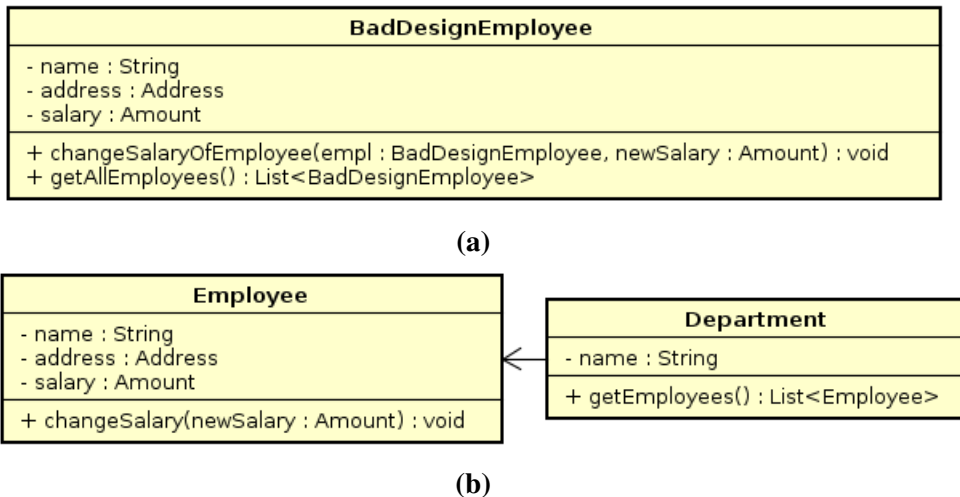 BadDesignEmployee
- name : String
- address : Address
- salary : Amount
+ changeSalaryOfEmployee(empl : BadDesignEmployee, newSalary : Amount) : void
+ getAllEmployees() : List<BadDesignEmployee>
(a)
Employee
- name : String
- address : Address
- salary : Amount
+ changeSalary(newSalary : Amount) : void
Department
- name : String
+ getEmployees() : List<Employee>
(b)